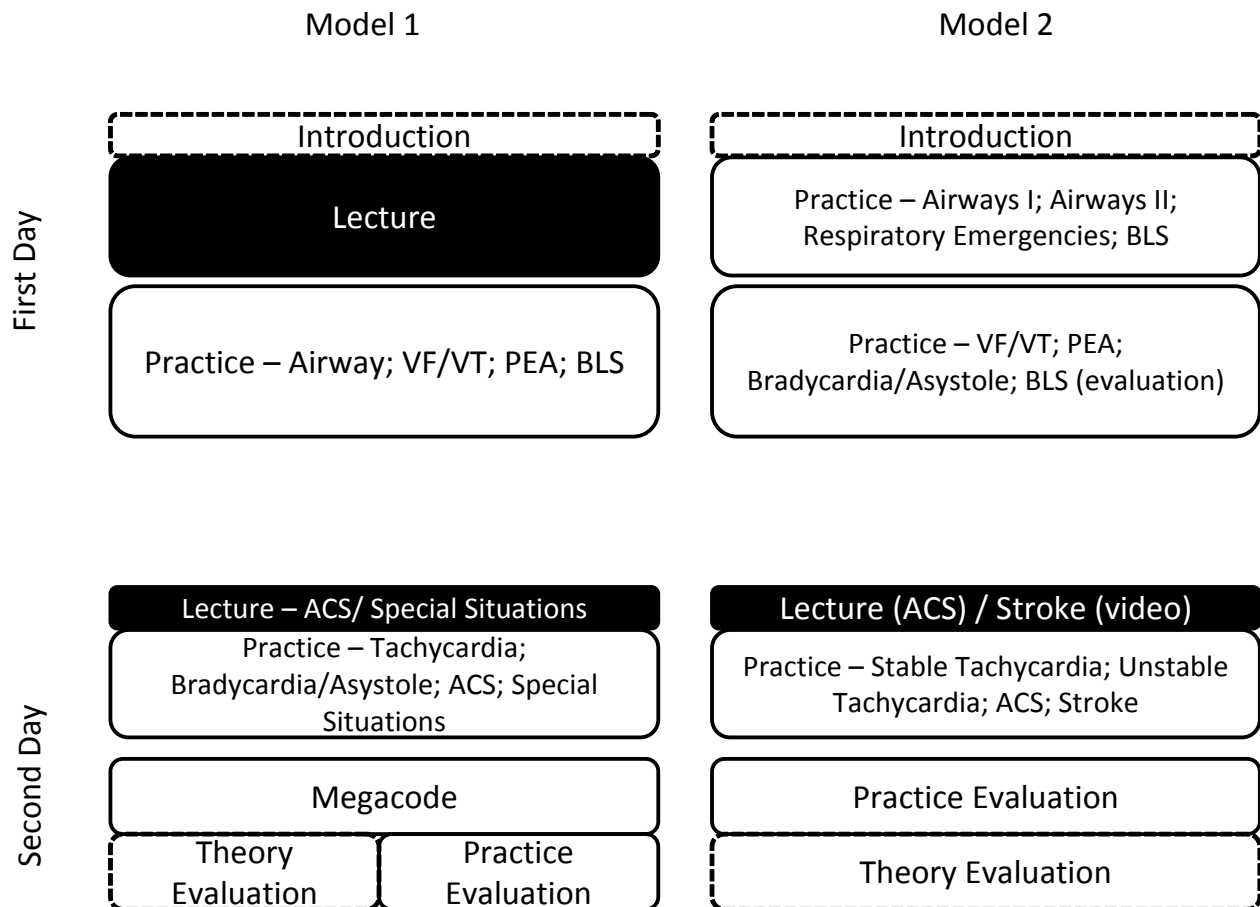 Model 1
Model 2
First Day
Introduction
Lecture
Practice – Airway; VF/VT; PEA; BLS
Introduction
Practice – Airways I; Airways II;
Respiratory Emergencies; BLS
Practice – VF/VT; PEA;
Bradycardia/Asystole; BLS (evaluation)
Second Day
Lecture – ACS/ Special Situations
Practice – Tachycardia;
Bradycardia/Asystole; ACS; Special
Situations
Megacode
Theory
Evaluation
Practice
Evaluation
Lecture (ACS) / Stroke (video)
Practice – Stable Tachycardia; Unstable
Tachycardia; ACS; Stroke
Practice Evaluation
Theory Evaluation